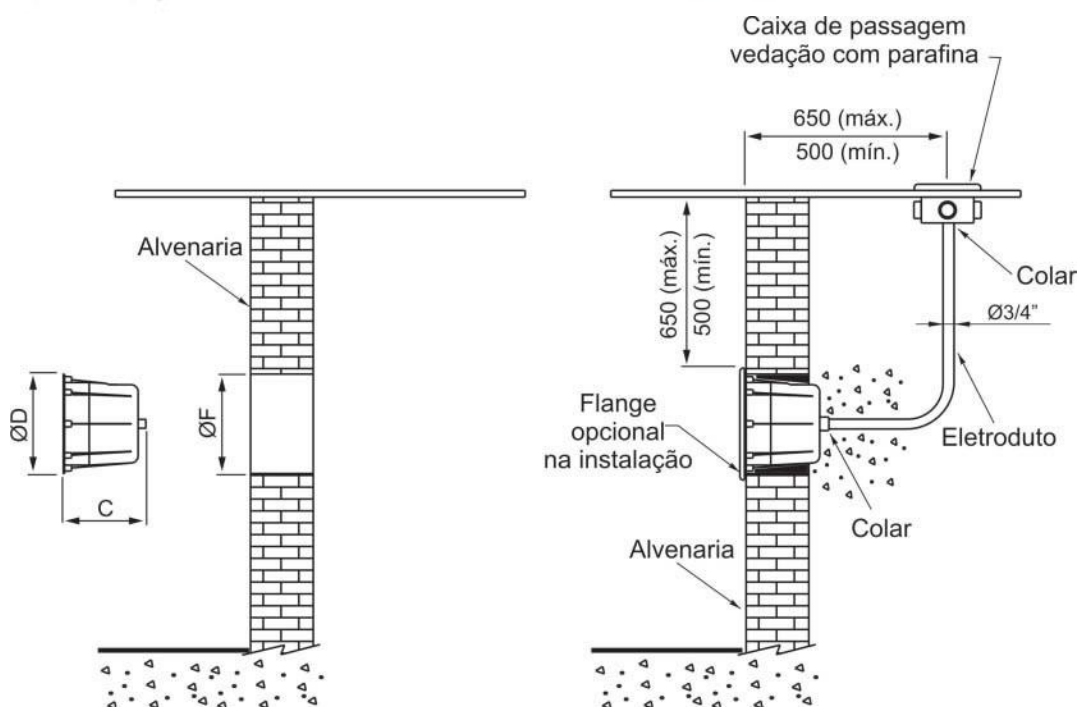 Caixa de passagem
vedação com parafina
650 (máx.)
500 (mín.)
Alvenaria
650 (máx)
500 (mín.)
Colar
Ø3/4"
ØD
ØF
C
Flange
opcional
na instalação
Eletroduto
Colar
Alvenaria